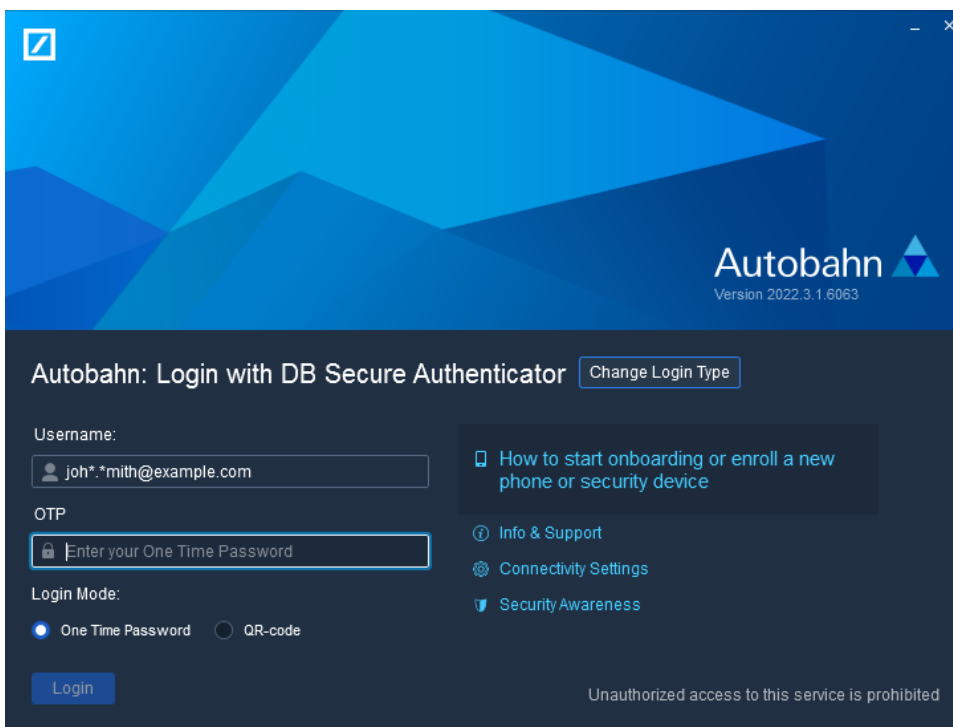 Autobahn
Version 2022.3.1.6063
Autobahn: Login with DB Secure Authenticator
Change Login Type
Username:
joh*.*mith@example.com
OTP
Enter your One Time Password
Login Mode:
One Time Password
QR-code
Login
How to start onboarding or enroll a new
phone or security device
Info & Support
Connectivity Settings
Security Awareness
Unauthorized access to this service is prohibited